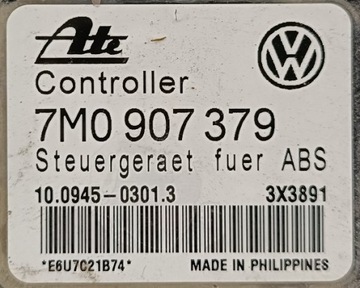 Ate
Controller
7M0 907 379
Steuergeraet fuer ABS
10.0945-0301.3 3X3891
*E6U7C21B74* MADE IN PHILIPPINES